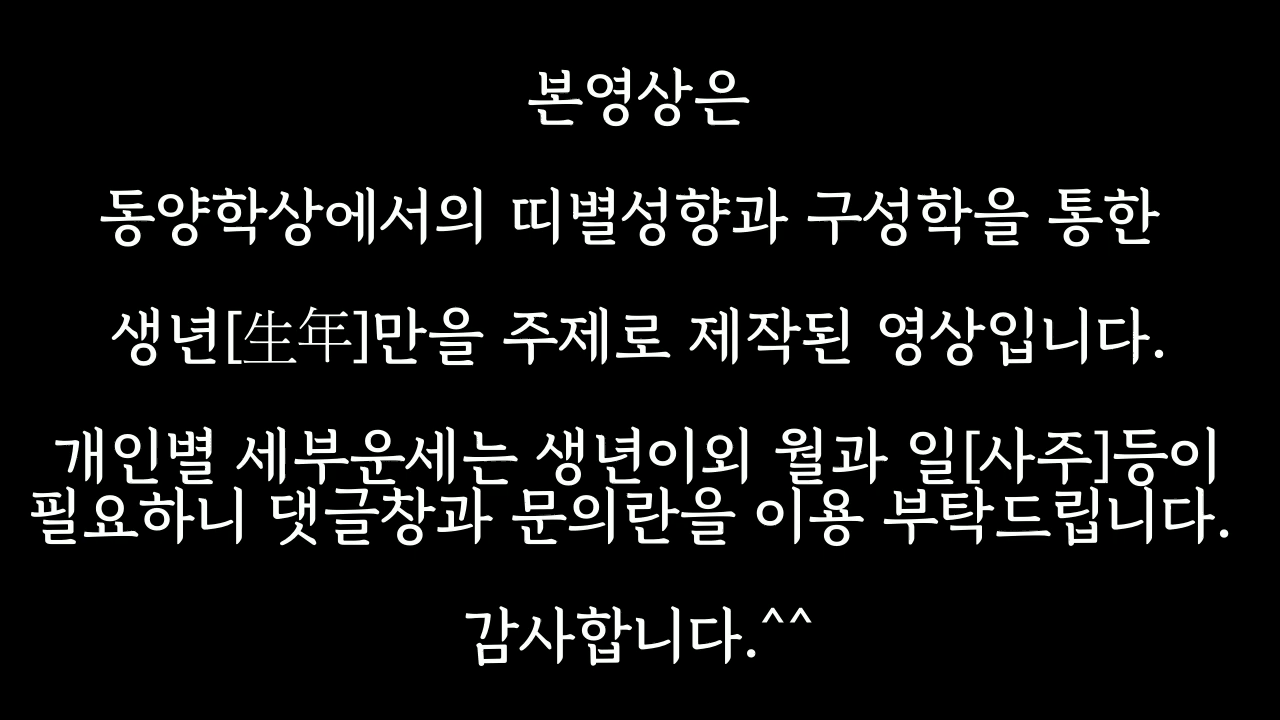 본영상은
동양학상에서의 띠별성향과 구성학을 통한
생년[生年]만을 주제로 제작된 영상입니다.
개인별 세부운세는 생년이외 월과 일[사주]등이
필요하니 댓글창과 문의란을 이용 부탁드립니다.
감사합니다.^^